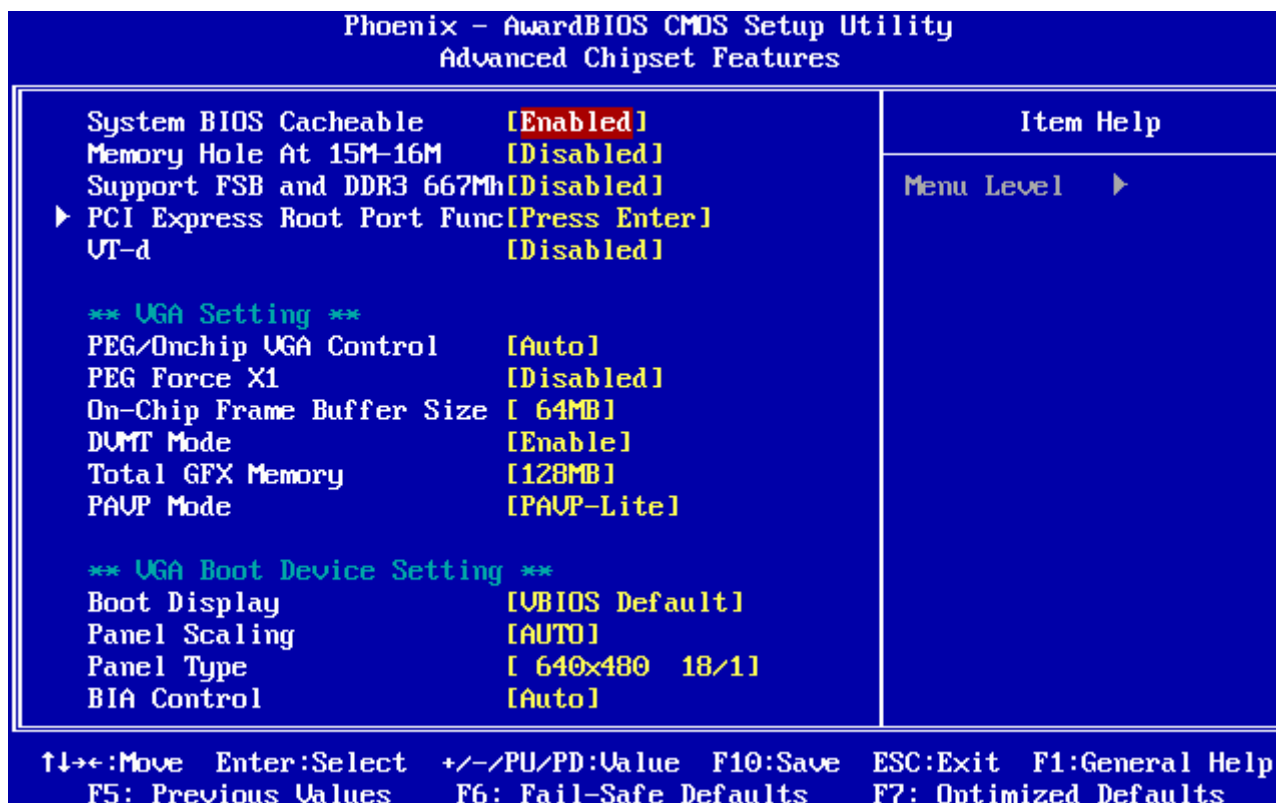 Phoenix - AwardBIOS CMOS Setup Utility
Advanced Chipset Features
System BIOS Cacheable [Enabled]
Memory Hole At 15M-16M [Disabled]
Support FSB and DDR3 667Mh[Disabled]
► PCI Express Root Port Func[Press Enter]
VT-d [Disabled]
** VGA Setting **
PEG/Onchip VGA Control [Auto]
PEG Force X1 [Disabled]
On-Chip Frame Buffer Size [ 64MB]
DVMT Mode [Enable]
Total GFX Memory [128MB]
PAVP Mode [PAVP-Lite]
** VGA Boot Device Setting **
Boot Display [VBIOS Default]
Panel Scaling [AUTO]
Panel Type [ 640x480 18/1]
BIA Control [Auto]
Item Help
Menu Level ►
↑↓→←:Move Enter:Select +/-/PU/PD:Value F10:Save ESC:Exit F1:General Help
F5: Previous Values F6: Fail-Safe Defaults F7: Optimized Defaults